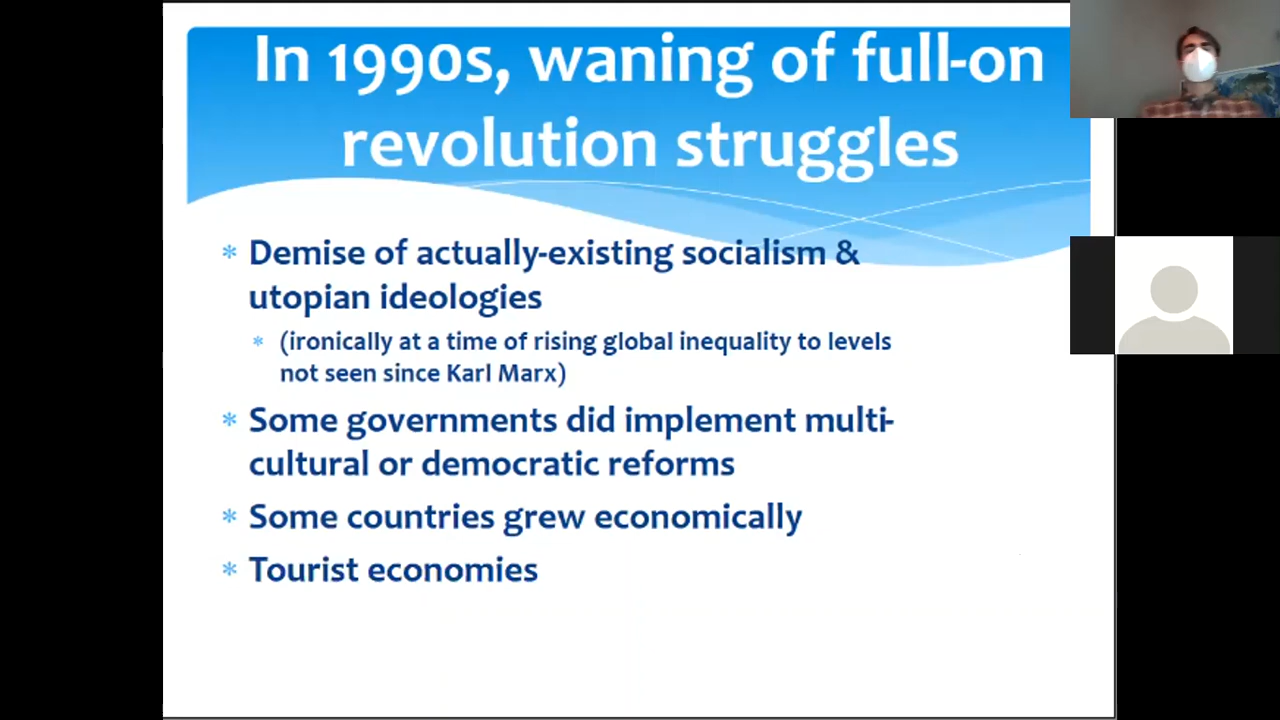 In 1990s, waning of full-on
revolution struggles
* Demise of actually-existing socialism &
utopian ideologies
* (ironically at a time of rising global inequality to levels
not seen since Karl Marx)
* Some governments did implement multi-
cultural or democratic reforms
* Some countries grew economically
* Tourist economies